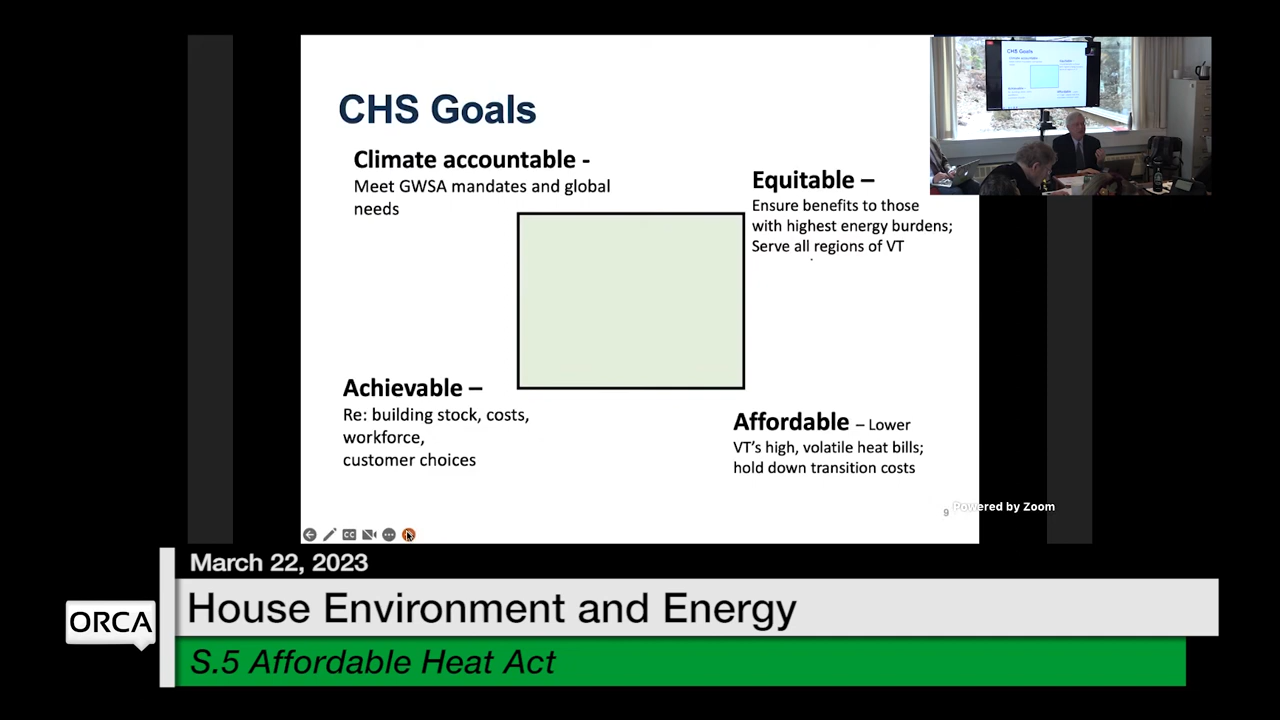 CHS Goals
Climate accountable -
Meet GWSA mandates and global
needs
Equitable –
Ensure benefits to those
with highest energy burdens;
Serve all regions of VT
Achievable –
Re: building stock, costs,
workforce,
customer choices
Affordable – Lower
VT's high, volatile heat bills;
hold down transition costs
9
Powered by Zoom
CC
March 22, 2023
ORCA
House Environment and Energy
S.5 Affordable Heat Act
CHS Goals